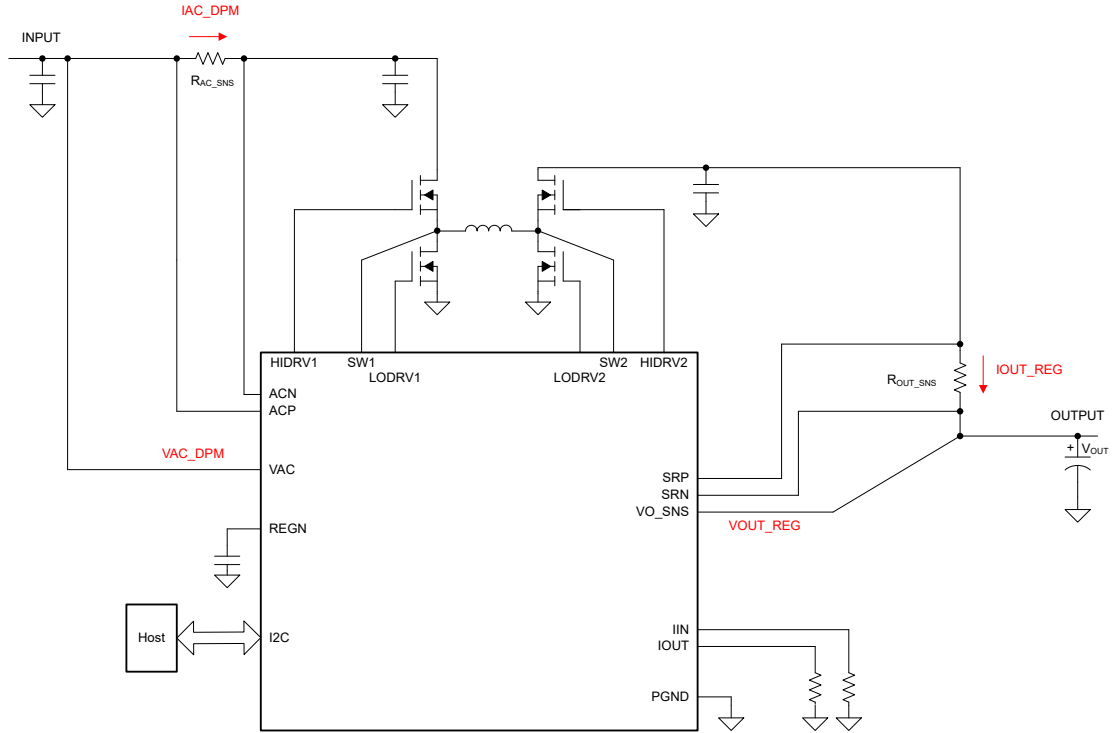 IAC_DPM
INPUT
RAC_SNS
HIDRV1
SW1
SW2
HIDRV2
LODRV1
LODRV2
ROUT_SNS
IOUT_REG
ACN
ACP
OUTPUT
+
VOUT
VAC_DPM
VAC
SRP
SRN
VO_SNS
VOUT_REG
REGN
Host
I2C
IIN
IOUT
PGND